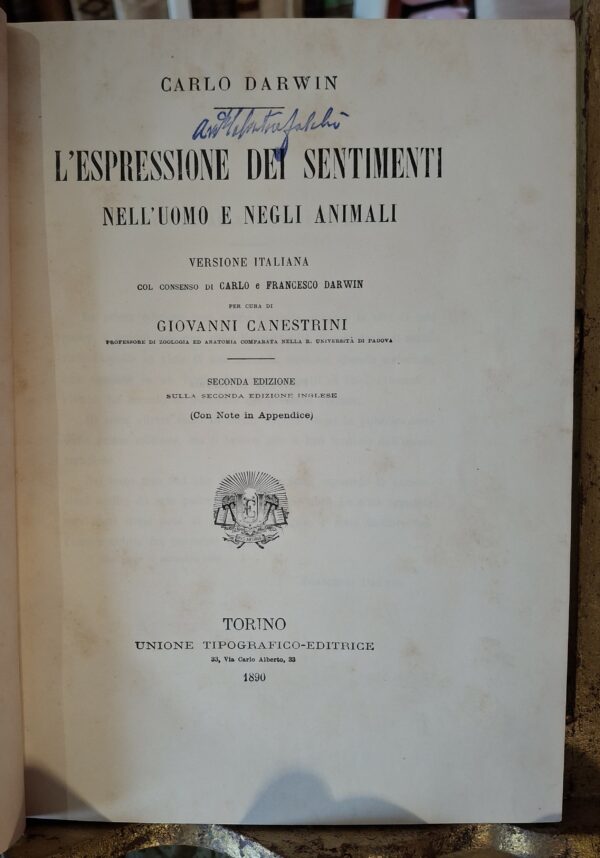 CARLO DARWIN
L'ESPRESSIONE DEI SENTIMENTI
NELL'UOMO E NEGLI ANIMALI
VERSIONE ITALIANA
COL CONSENSO DI CARLO e FRANCESCO DARWIN
PER CURA DI
GIOVANNI CANESTRINI
PROFESSORE DI ZOOLOGIA ED ANATOMIA COMPARATA NELLA R. UNIVERSITÀ DI PADOVA
SECONDA EDIZIONE
SULLA SECONDA EDIZIONE INGLESE
(Con Note in Appendice)
TORINO
UNIONE TIPOGRAFICO-EDITRICE
33, Via Carlo Alberto, 33
1890